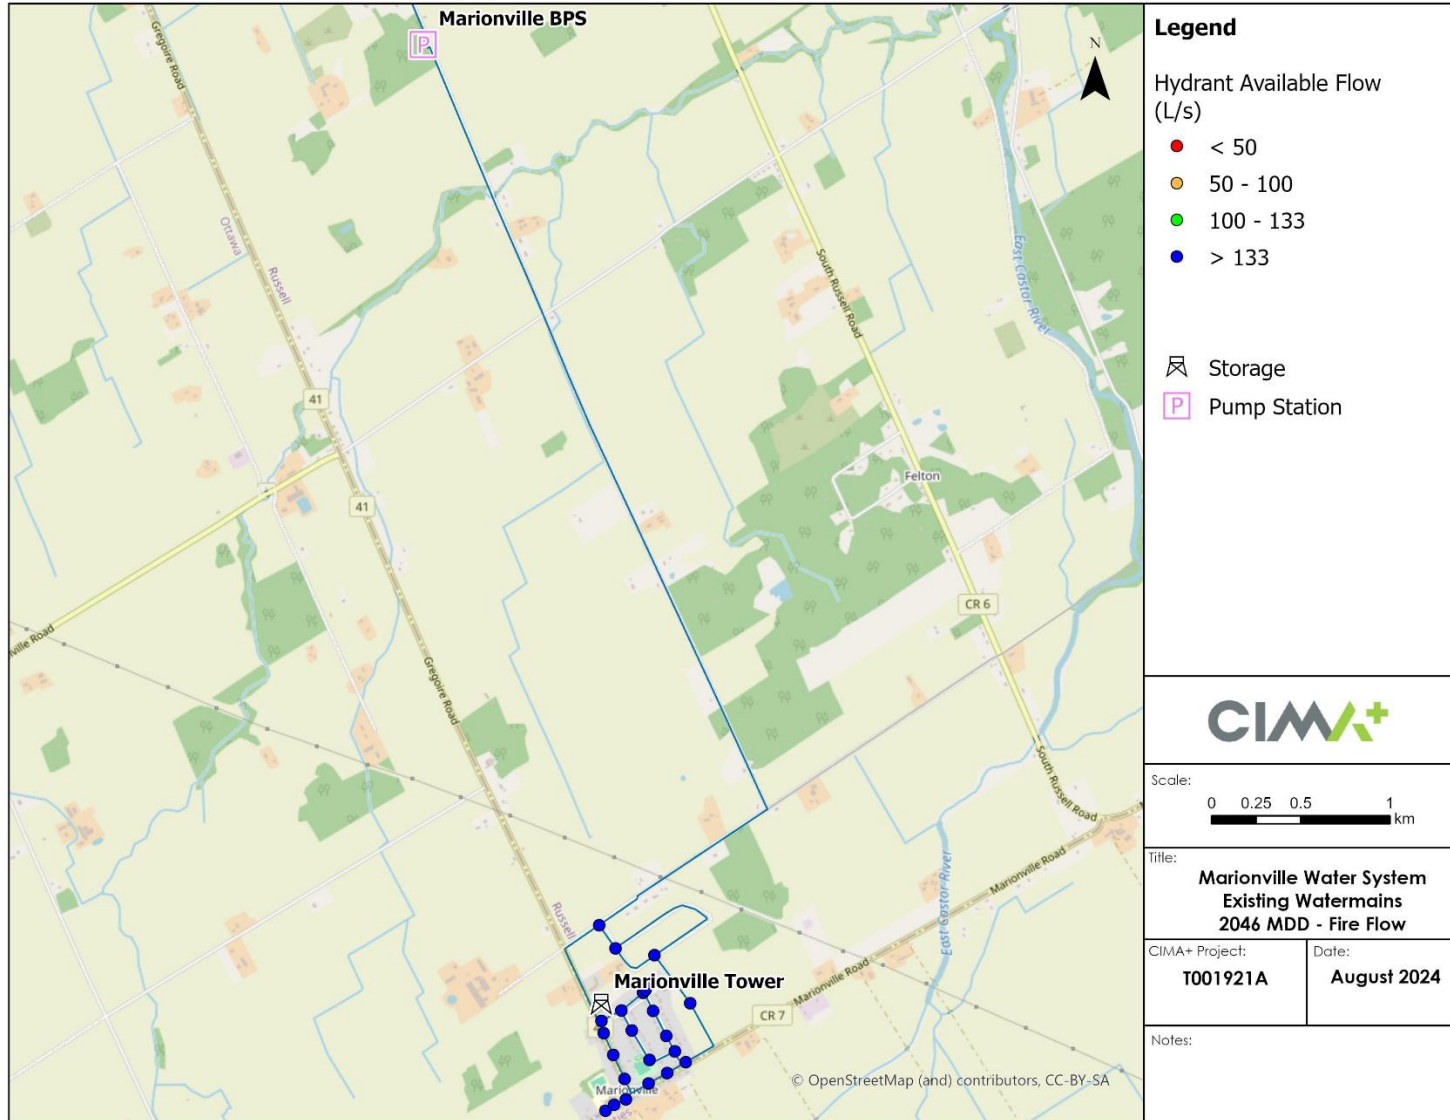 Marionville BPS
P
Gregoire Road
N
Ottawa
Russell
South Russell Road
East Castor River
41
41
Felton
CR 6
ville Road
Gregoire Road
South Russell Road
Russell
Marionville Road
East Castor River
Marionville Tower
Marionville Road
CR 7
Marionville
© OpenStreetMap (and) contributors, CC-BY-SA
Legend
Hydrant Available Flow
(L/s)
< 50
50 - 100
100 - 133
> 133
Storage
P Pump Station
CIMA+
Scale:
0 0.25 0.5 1
km
Title:
Marionville Water System
Existing Watermains
2046 MDD - Fire Flow
CIMA+ Project:
T001921A
Date:
August 2024
Notes: